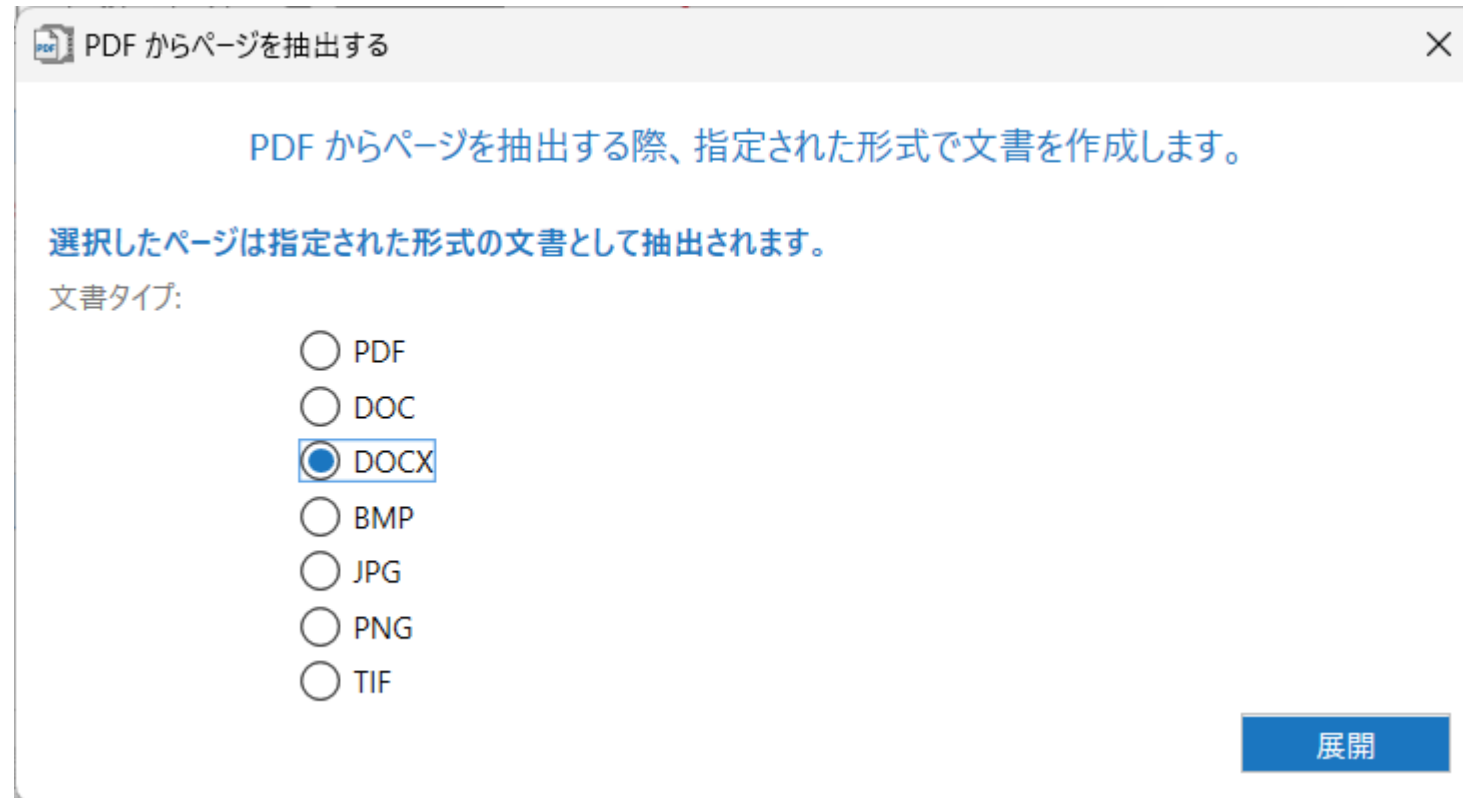 PDF からページを抽出する
PDF からページを抽出する際、指定された形式で文書を作成します。
選択したページは指定された形式の文書として抽出されます。
文書タイプ:
PDF
DOC
DOCX
BMP
JPG
PNG
TIF
展開